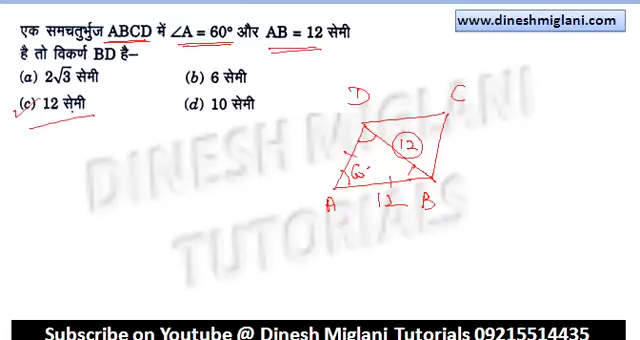 www.dineshmiglani.com
एक समचतुर्भुज ABCD में ∠A = 60° और AB = 12 सेमी
है तो विकर्ण BD है–
(a) 2√3 सेमी (b) 6 सेमी
(c) 12 सेमी (d) 10 सेमी
D C
12
60°
A 12 B
DINESH MIGLANI
TUTORIALS
Subscribe on Youtube @ Dinesh Miglani Tutorials 09215514435